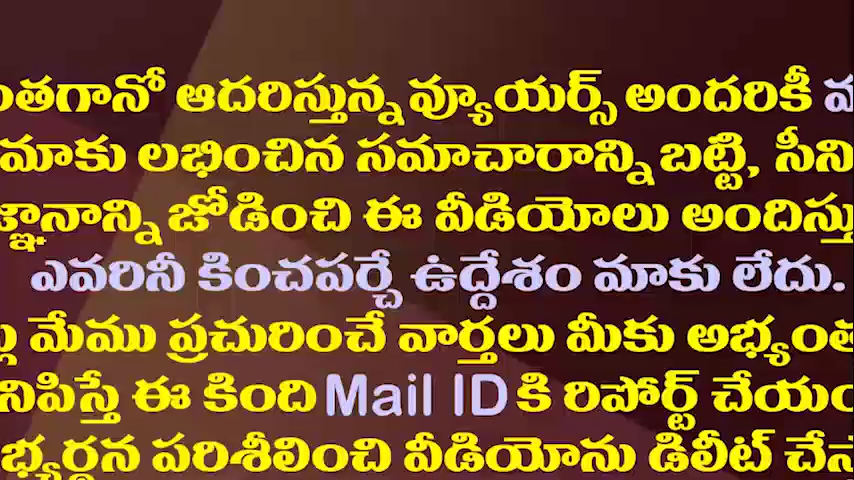 ంతగానో ఆదరిస్తున్న వ్యూయర్స్ అందరికీ
మాకు లభించిన సమాచారాన్ని బట్టి, సీని
జ్ఞానాన్ని జోడించి ఈ వీడియోలు అందిస్తు
ఎవరినీ కించపర్చే ఉద్దేశం మాకు లేదు.
మేము ప్రచురించే వార్తలు మీకు అభ్యంత
నిపిస్తే ఈ కింది Mail ID కి రిపోర్ట్ చేయం
భ్యర్థన పరిశీలించి వీడియోను డిలీట్ చేస